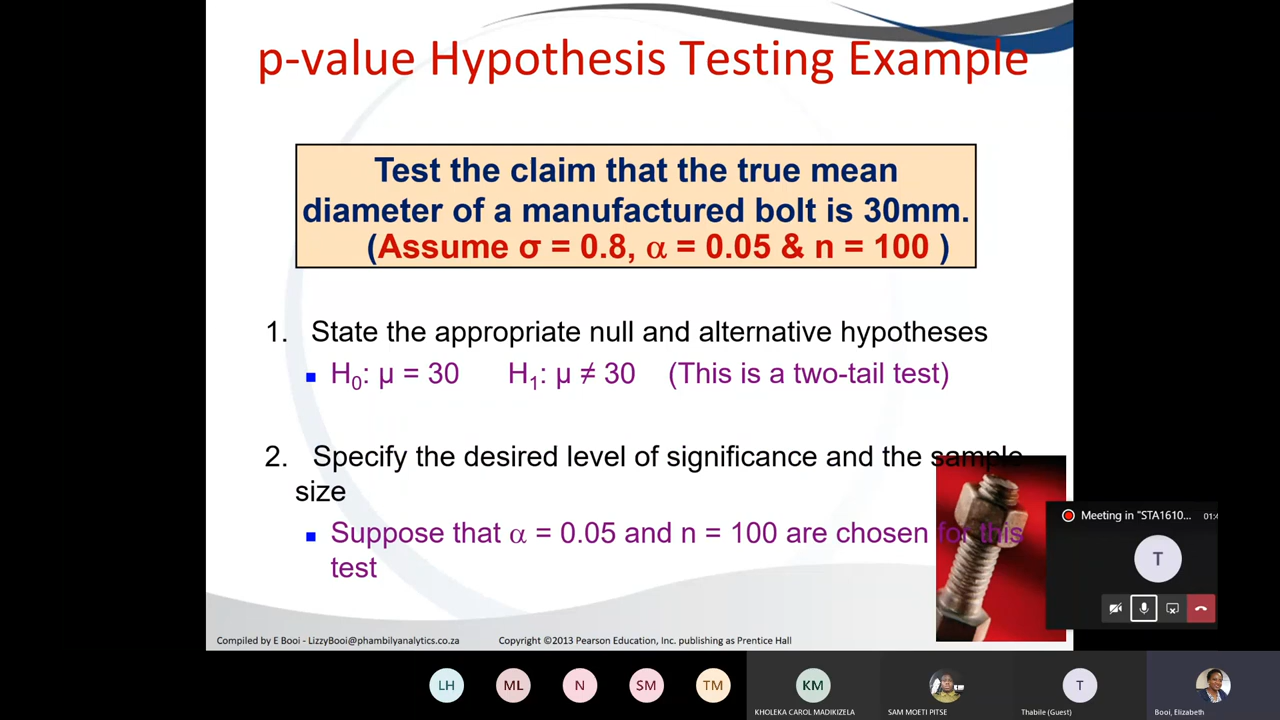 p-value Hypothesis Testing Example
Test the claim that the true mean
diameter of a manufactured bolt is 30mm.
(Assume σ = 0.8, α = 0.05 & n = 100 )
1. State the appropriate null and alternative hypotheses
■ H₀: μ = 30 H₁: μ ≠ 30 (This is a two-tail test)
2. Specify the desired level of significance and the sample
size
■ Suppose that α = 0.05 and n = 100 are chosen for this
test
Meeting in "STA1610...
T
Compiled by E Booi - LizzyBooi@phambilyanalytics.co.za Copyright ©2013 Pearson Education, Inc. publishing as Prentice Hall
LH ML N SM TM KM T
KHOLEKA CAROL MADIKIZELA SAM MOETI PITSE Thabile (Guest) Booi, Elizabeth